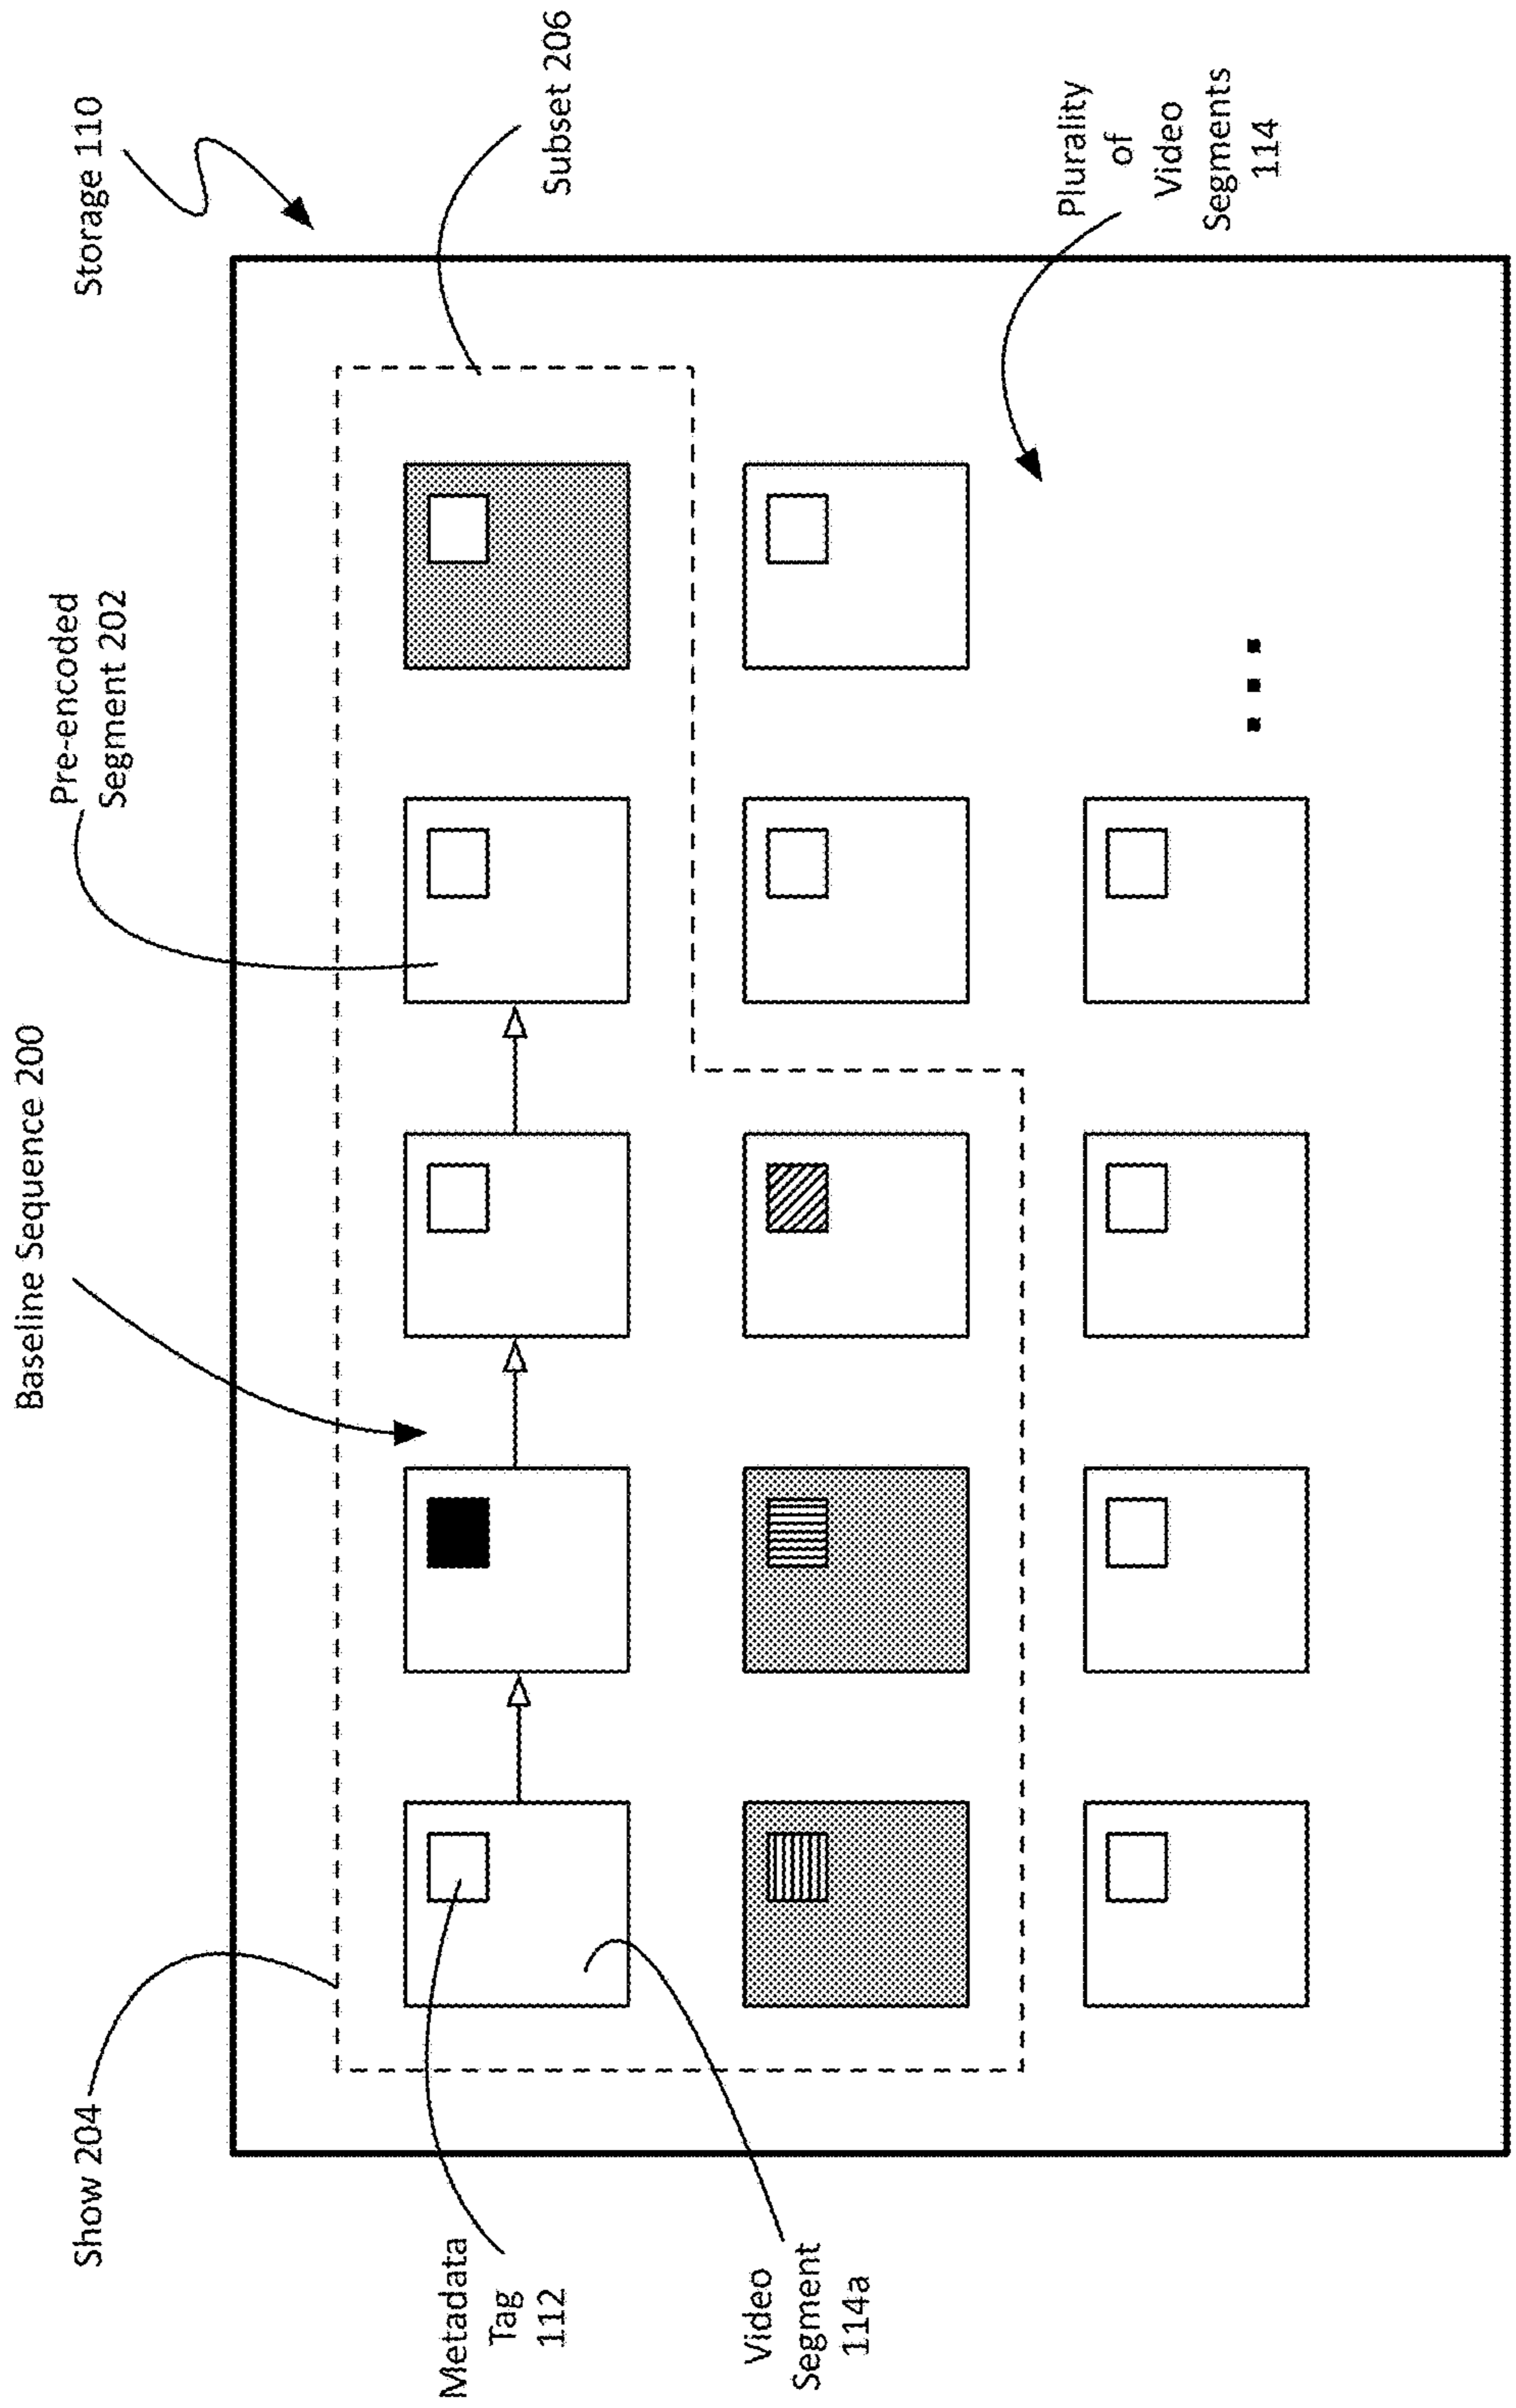 Storage 110
Pre-encoded
Segment 202
Baseline Sequence 200
Show 204
Subset 206
Metadata
Tag
112
Video
Segment
114a
Plurality
of
Video
Segments
114